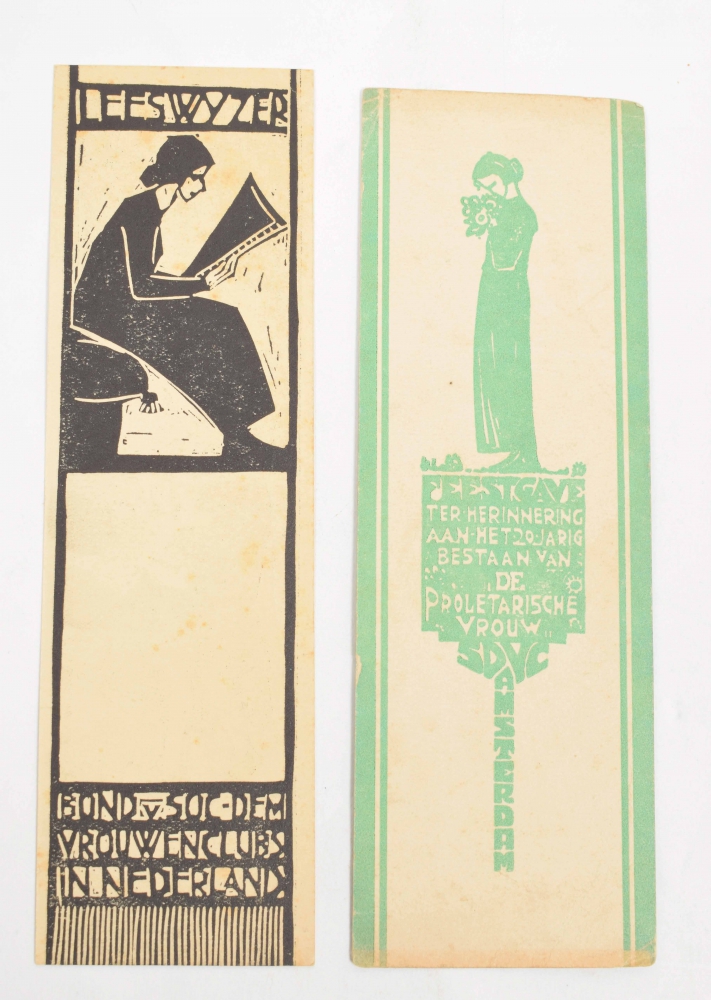 LEESWYZER
BOND V. SOC-DEM
VROUWENCLUBS
IN NEDERLAND
FEESTGAVE
TER·HERINNERING
AAN·HET·20·JARIG
BESTAAN·VAN
"DE
PROLETARISCHE
VROUW"
SDVC
AMSTERDAM